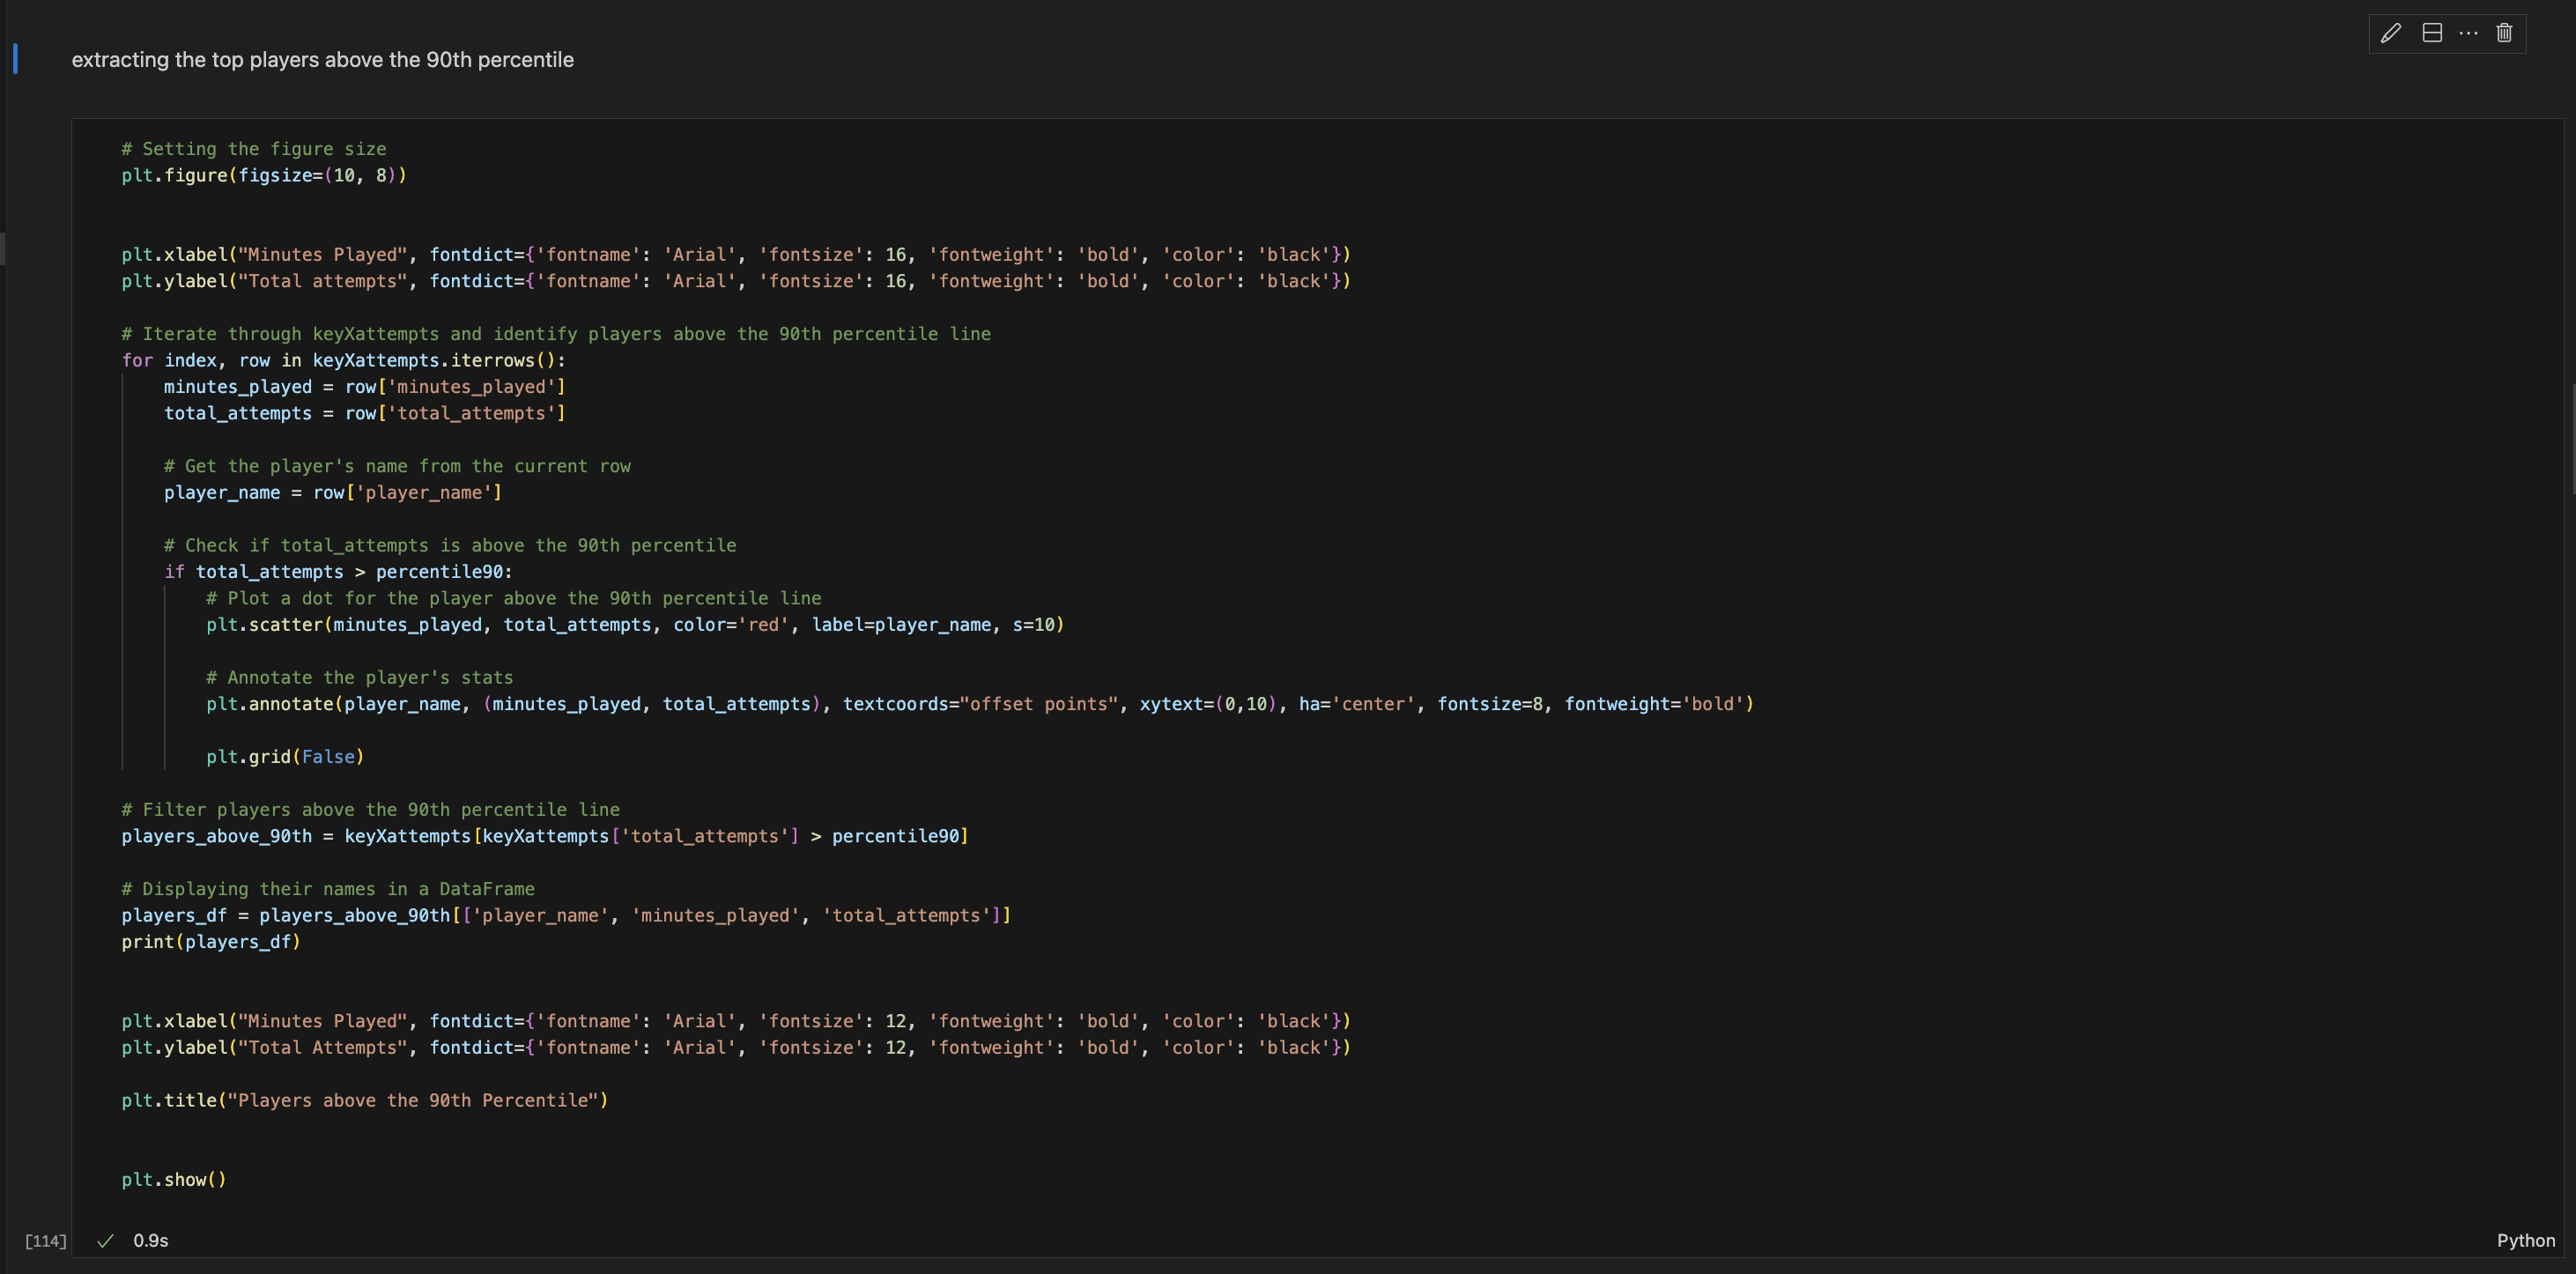 extracting the top players above the 90th percentile
# Setting the figure size
plt.figure(figsize=(10, 8))
plt.xlabel("Minutes Played", fontdict={'fontname': 'Arial', 'fontsize': 16, 'fontweight': 'bold', 'color': 'black'})
plt.ylabel("Total attempts", fontdict={'fontname': 'Arial', 'fontsize': 16, 'fontweight': 'bold', 'color': 'black'})
# Iterate through keyXattempts and identify players above the 90th percentile line
for index, row in keyXattempts.iterrows():
    minutes_played = row['minutes_played']
    total_attempts = row['total_attempts']
    # Get the player's name from the current row
    player_name = row['player_name']
    # Check if total_attempts is above the 90th percentile
    if total_attempts > percentile90:
        # Plot a dot for the player above the 90th percentile line
        plt.scatter(minutes_played, total_attempts, color='red', label=player_name, s=10)
        # Annotate the player's stats
        plt.annotate(player_name, (minutes_played, total_attempts), textcoords="offset points", xytext=(0,10), ha='center', fontsize=8, fontweight='bold')
        plt.grid(False)
# Filter players above the 90th percentile line
players_above_90th = keyXattempts[keyXattempts['total_attempts'] > percentile90]
# Displaying their names in a DataFrame
players_df = players_above_90th[['player_name', 'minutes_played', 'total_attempts']]
print(players_df)
plt.xlabel("Minutes Played", fontdict={'fontname': 'Arial', 'fontsize': 12, 'fontweight': 'bold', 'color': 'black'})
plt.ylabel("Total Attempts", fontdict={'fontname': 'Arial', 'fontsize': 12, 'fontweight': 'bold', 'color': 'black'})
plt.title("Players above the 90th Percentile")
plt.show()
[114] ✓ 0.9s Python